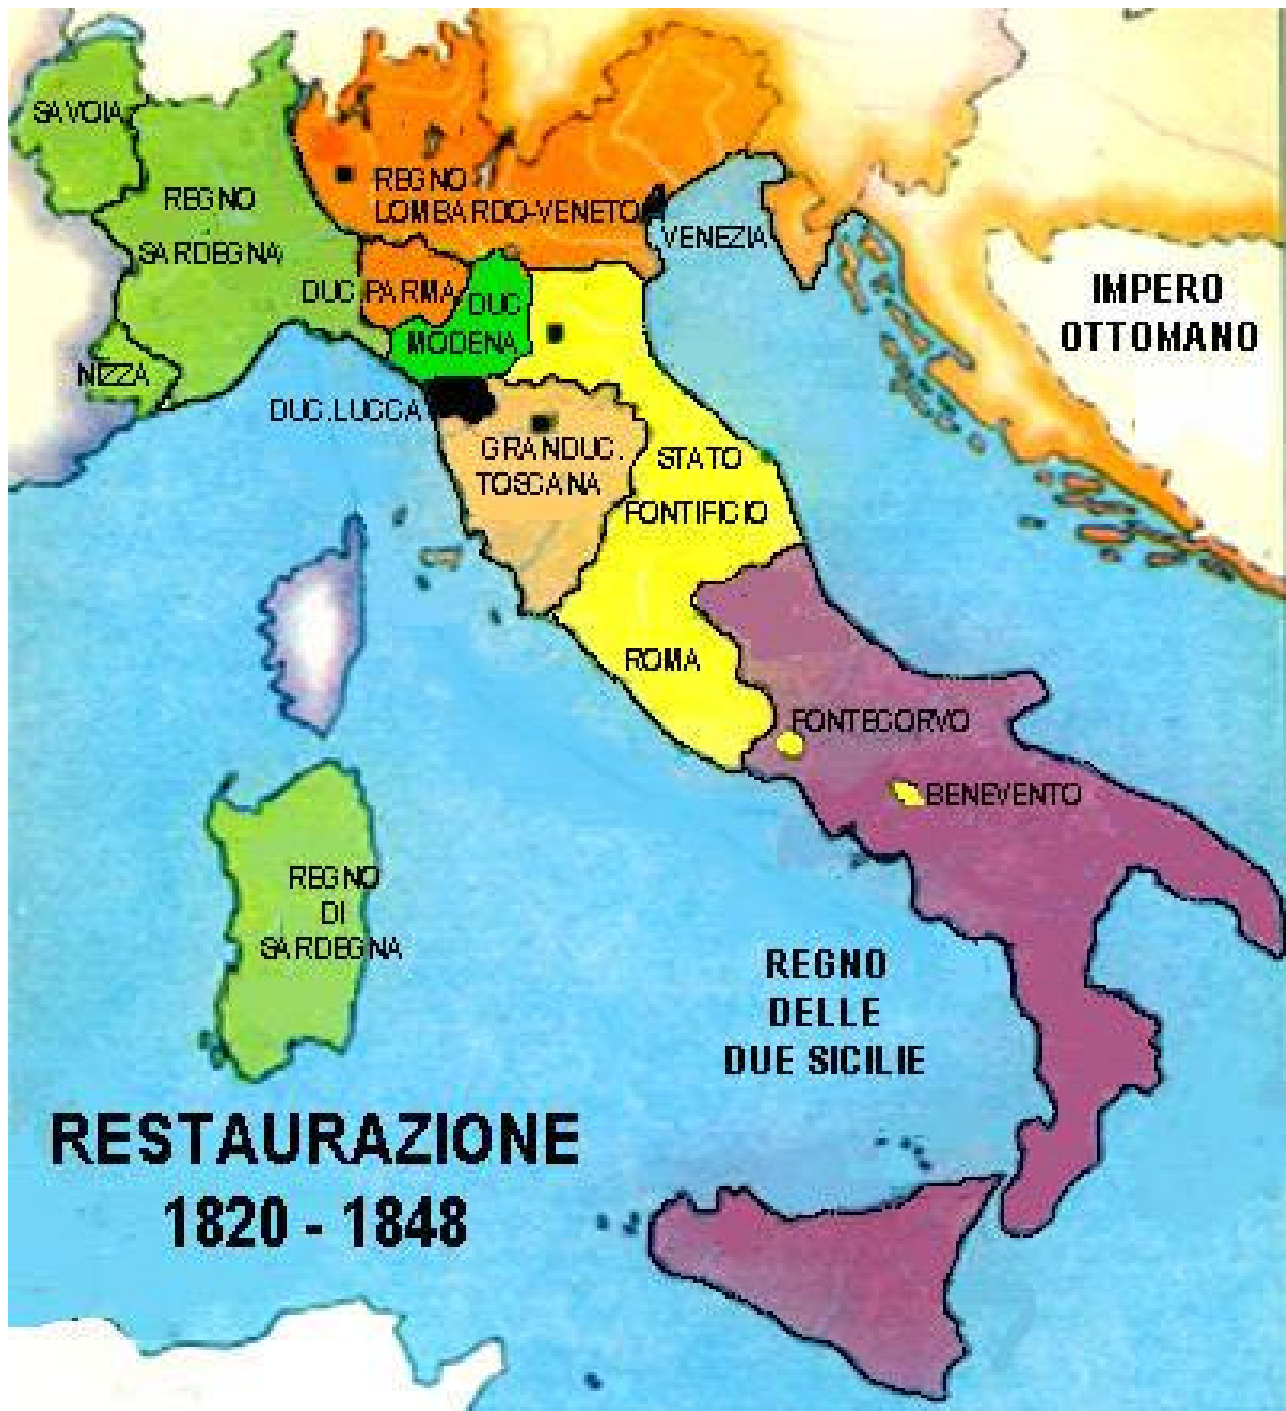 SAVOIA
REGNO
SARDEGNA
REGNO
LOMBARDO-VENETO
VENEZIA
DUC.PARMA
DUC
MODENA
NIZZA
DUC.LUCCA
GRANDUC.
TOSCANA
STATO
PONTIFICIO
ROMA
IMPERO
OTTOMANO
PONTECORVO
BENEVENTO
REGNO
DI
SARDEGNA
REGNO
DELLE
DUE SICILIE
RESTAURAZIONE
1820 - 1848